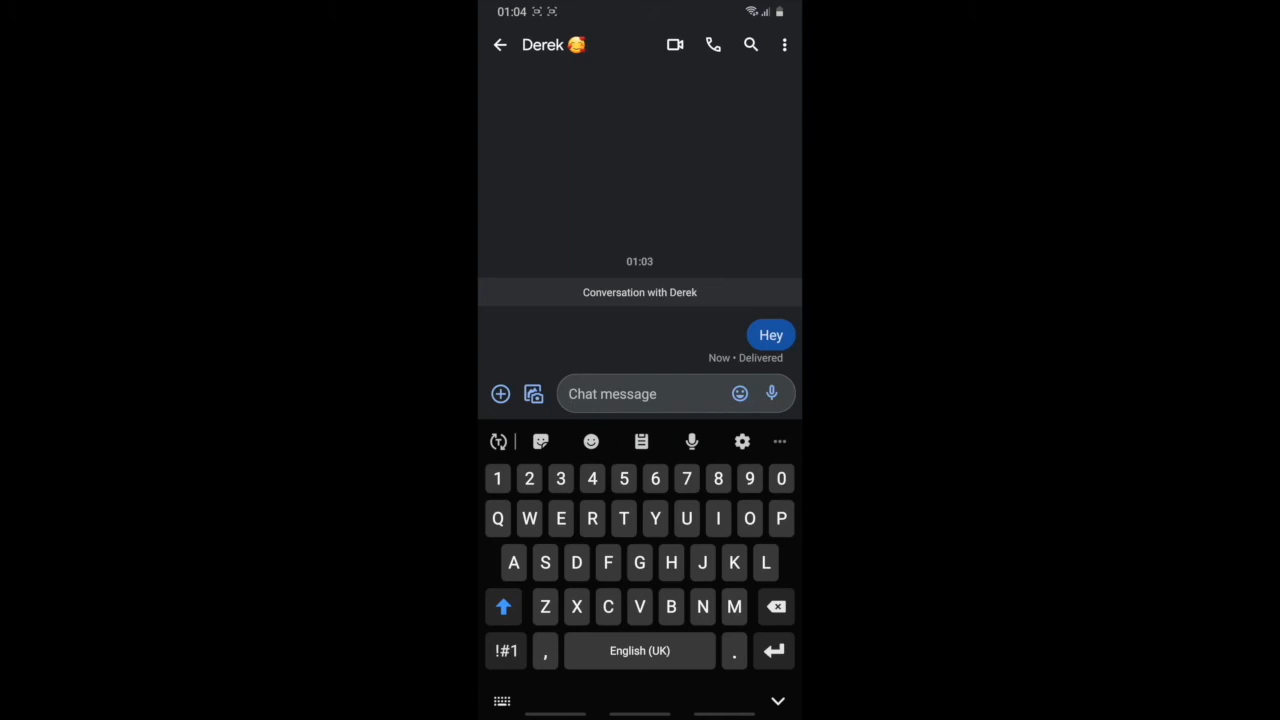 01:04
Derek 🥰
01:03
Conversation with Derek
Hey
Now • Delivered
Chat message
1 2 3 4 5 6 7 8 9 0
Q W E R T Y U I O P
A S D F G H J K L
Z X C V B N M
!#1 , English (UK) .